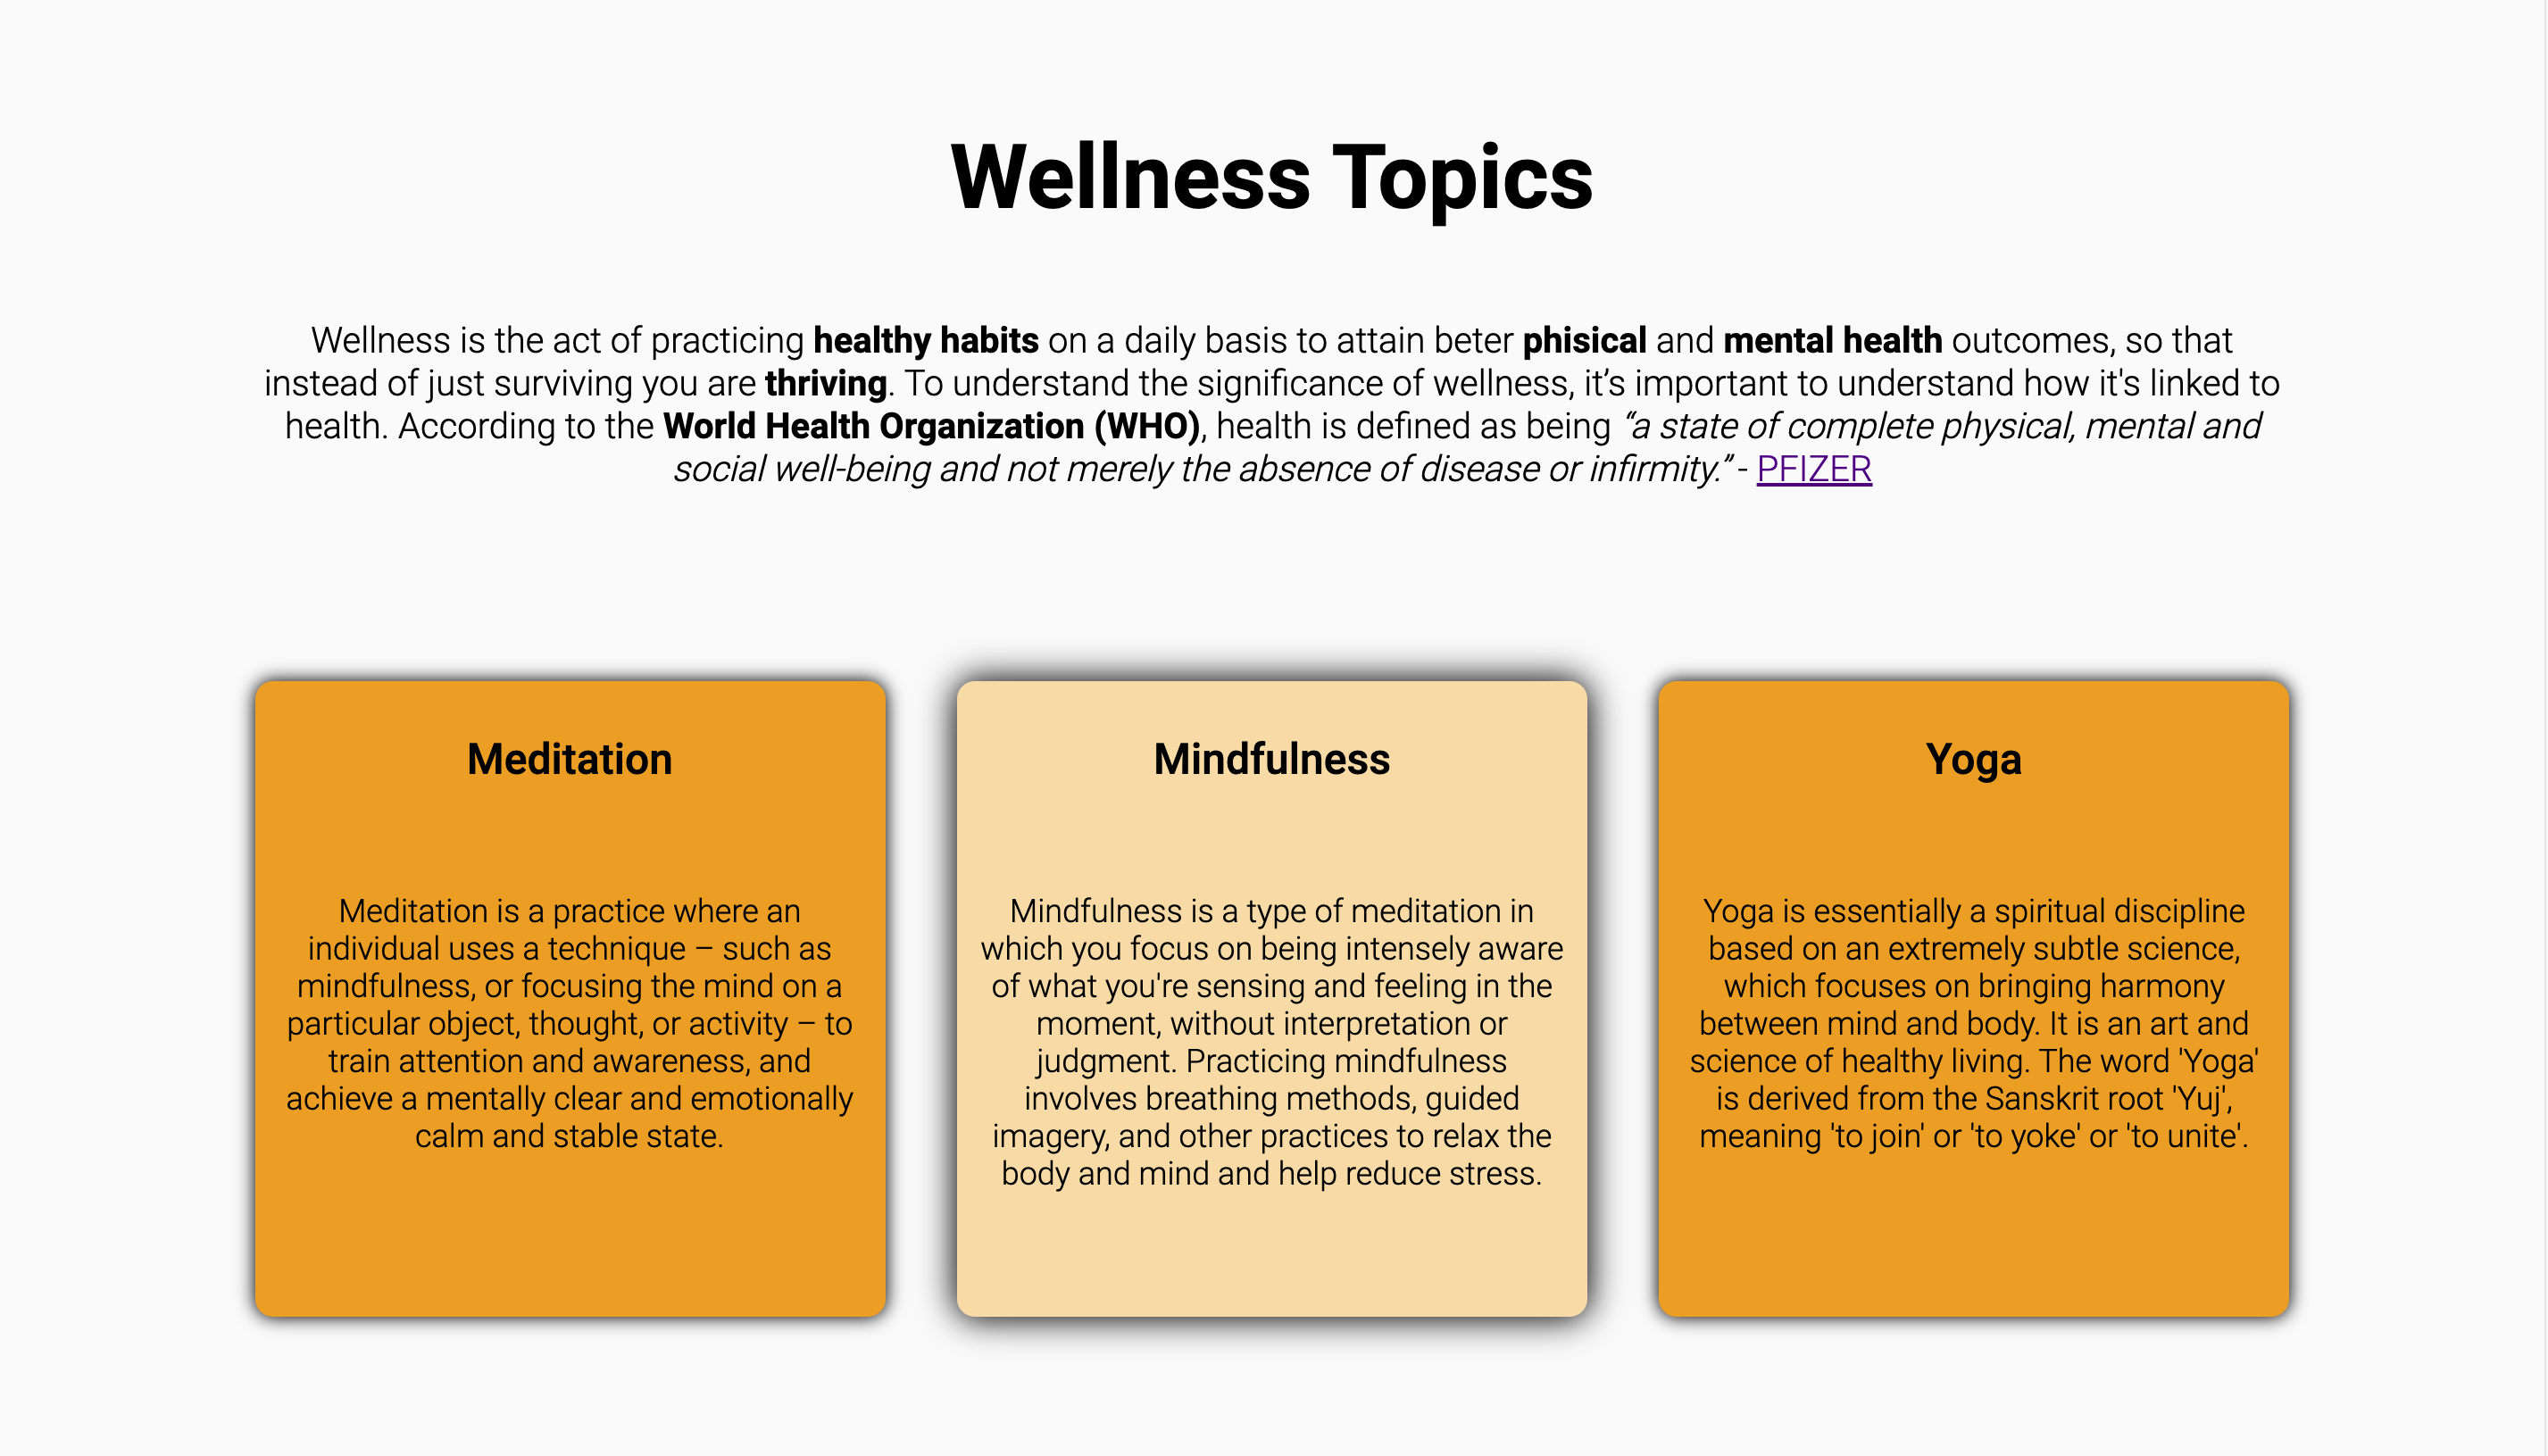 Wellness Topics
Wellness is the act of practicing healthy habits on a daily basis to attain beter phisical and mental health outcomes, so that
instead of just surviving you are thriving. To understand the significance of wellness, it’s important to understand how it's linked to
health. According to the World Health Organization (WHO), health is defined as being “a state of complete physical, mental and
social well-being and not merely the absence of disease or infirmity.” - PFIZER
Meditation
Meditation is a practice where an
individual uses a technique – such as
mindfulness, or focusing the mind on a
particular object, thought, or activity – to
train attention and awareness, and
achieve a mentally clear and emotionally
calm and stable state.
Mindfulness
Mindfulness is a type of meditation in
which you focus on being intensely aware
of what you're sensing and feeling in the
moment, without interpretation or
judgment. Practicing mindfulness
involves breathing methods, guided
imagery, and other practices to relax the
body and mind and help reduce stress.
Yoga
Yoga is essentially a spiritual discipline
based on an extremely subtle science,
which focuses on bringing harmony
between mind and body. It is an art and
science of healthy living. The word 'Yoga'
is derived from the Sanskrit root 'Yuj',
meaning 'to join' or 'to yoke' or 'to unite'.